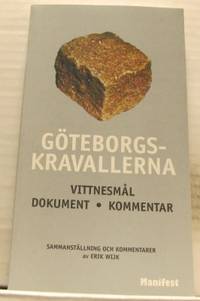 GÖTEBORGS-
KRAVALLERNA
VITTNESMÅL
DOKUMENT • KOMMENTAR
SAMMANSTÄLLNING OCH KOMMENTARER
AV ERIK WIJK
Manifest